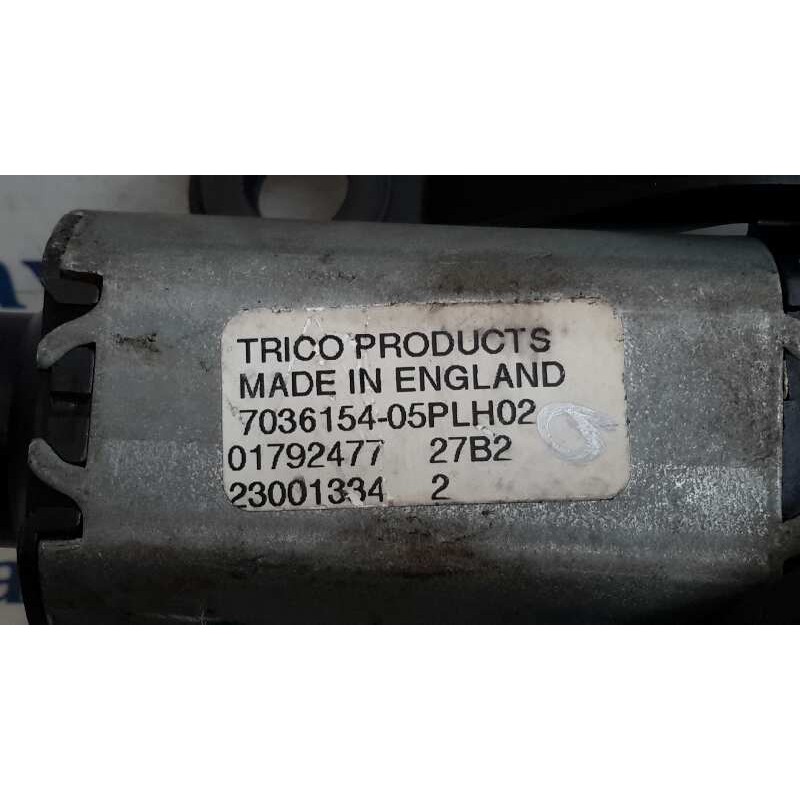 TRICO PRODUCTS
MADE IN ENGLAND
7036154-05PLH02
01792477 27B2
23001334 2